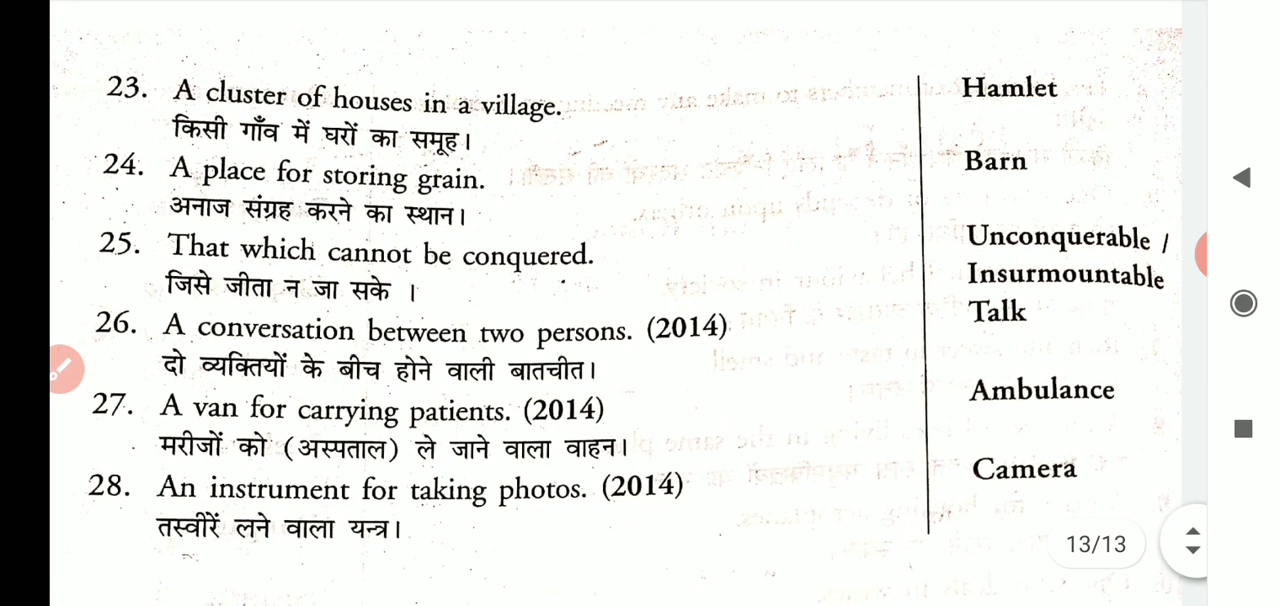 23. A cluster of houses in a village. Hamlet
किसी गाँव में घरों का समूह।
24. A place for storing grain. Barn
अनाज संग्रह करने का स्थान।
25. That which cannot be conquered. Unconquerable /
जिसे जीता न जा सके । Insurmountable
26. A conversation between two persons. (2014) Talk
दो व्यक्तियों के बीच होने वाली बातचीत।
27. A van for carrying patients. (2014) Ambulance
मरीजों को (अस्पताल) ले जाने वाला वाहन।
28. An instrument for taking photos. (2014) Camera
तस्वीरें लने वाला यन्त्र।
13/13